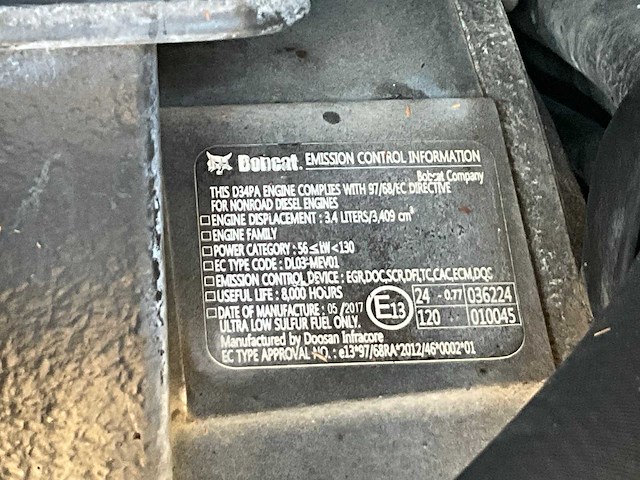 Bobcat. EMISSION CONTROL INFORMATION
Bobcat Company
THIS D34PA ENGINE COMPLIES WITH 97/68/EC DIRECTIVE
FOR NONROAD DIESEL ENGINES
ENGINE DISPLACEMENT : 3.4 LITERS/3,409 cm³
ENGINE FAMILY
POWER CATEGORY : 56≤kW<130
EC TYPE CODE : DL03-MEV01
EMISSION CONTROL DEVICE : EGR,DOC,SCR,DFI,TC,CAC,ECM,DQS
USEFUL LIFE : 8,000 HOURS
DATE OF MANUFACTURE : 05/2017
ULTRA LOW SULFUR FUEL ONLY.
E13
24 - 0.77 036224
120 010045
Manufactured by Doosan Infracore
EC TYPE APPROVAL NO. : e13*97/68RA*2012/46*0002*01